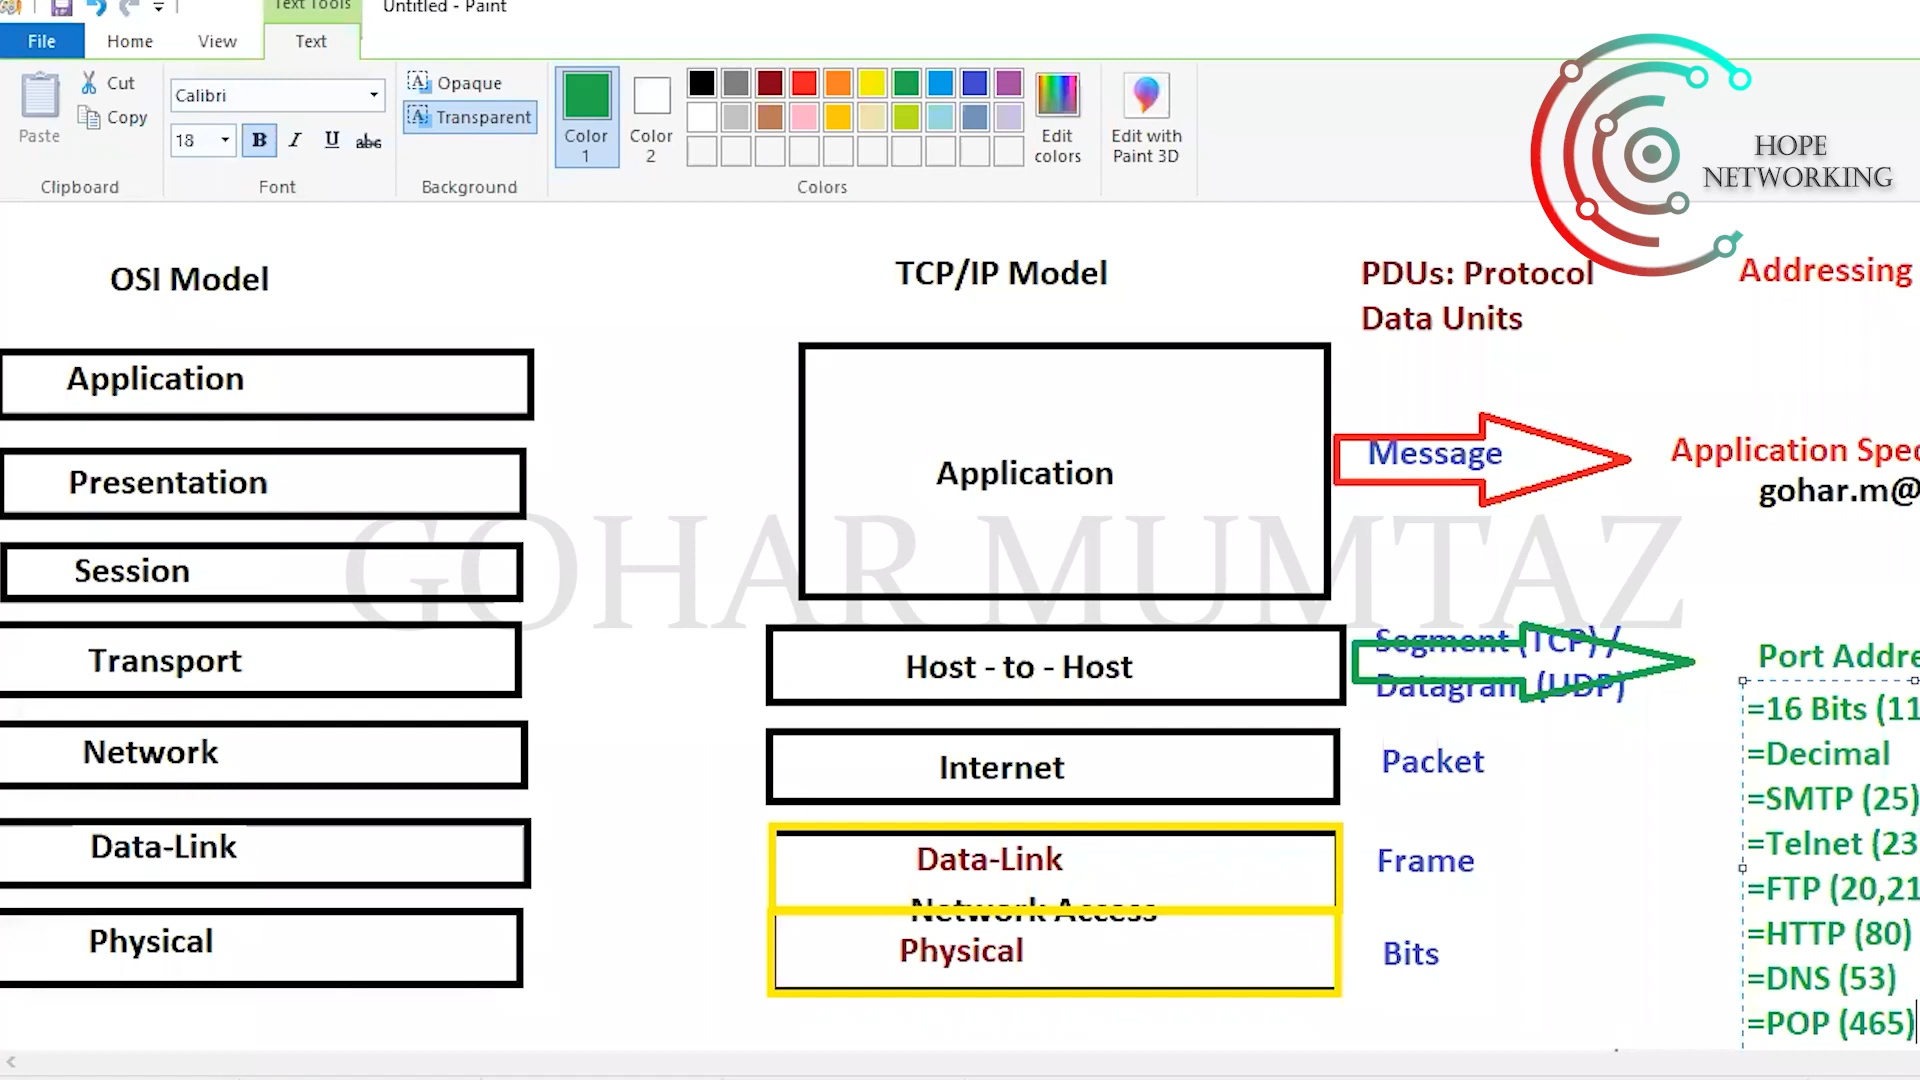 Text Tools
Untitled - Paint
File
Home
View
Text
Paste
Cut
Copy
Clipboard
Calibri
18
B I U abc
Font
Opaque
Transparent
Background
Color 1
Color 2
Edit colors
Colors
Edit with Paint 3D
HOPE
NETWORKING
OSI Model
TCP/IP Model
PDUs: Protocol
Data Units
Addressing
Application
Presentation
Session
Transport
Network
Data-Link
Physical
Application
Host - to - Host
Internet
Data-Link
Network Access
Physical
Message
Segment (TCP) /
Datagram (UDP)
Packet
Frame
Bits
Application Spec
gohar.m@
Port Addre
=16 Bits (11
=Decimal
=SMTP (25)
=Telnet (23
=FTP (20,21
=HTTP (80)
=DNS (53)
=POP (465)
GOHAR MUMTAZ